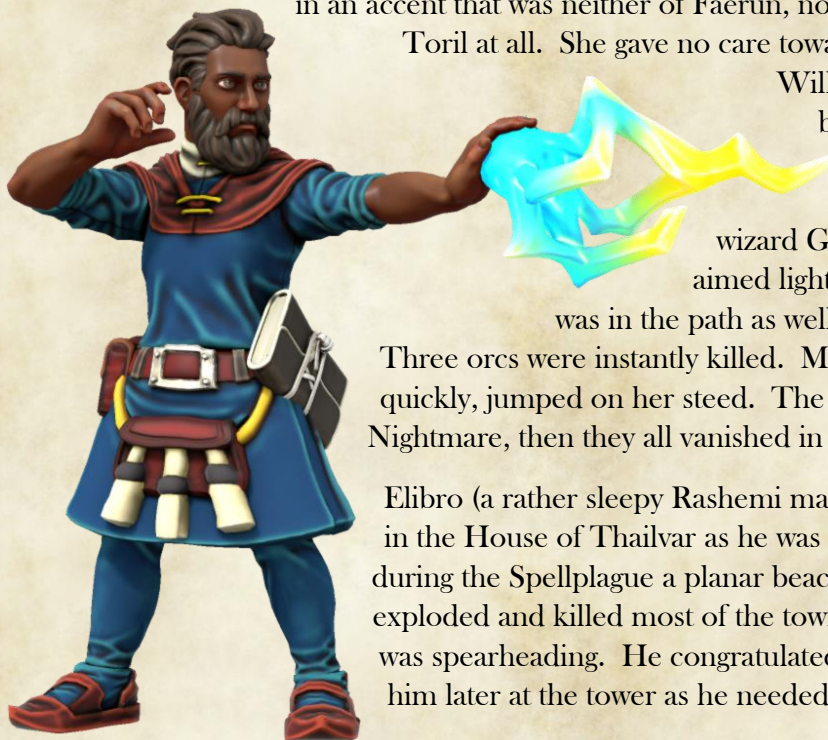 in an accent that was neither of Faerun, no
Toril at all. She gave no care towa
Will
b
wizard G
aimed light
was in the path as well
Three orcs were instantly killed. M
quickly, jumped on her steed. The
Nightmare, then they all vanished in
Elibro (a rather sleepy Rashemi ma
in the House of Thailvar as he was
during the Spellplague a planar beac
exploded and killed most of the tow
was spearheading. He congratulated
him later at the tower as he needed